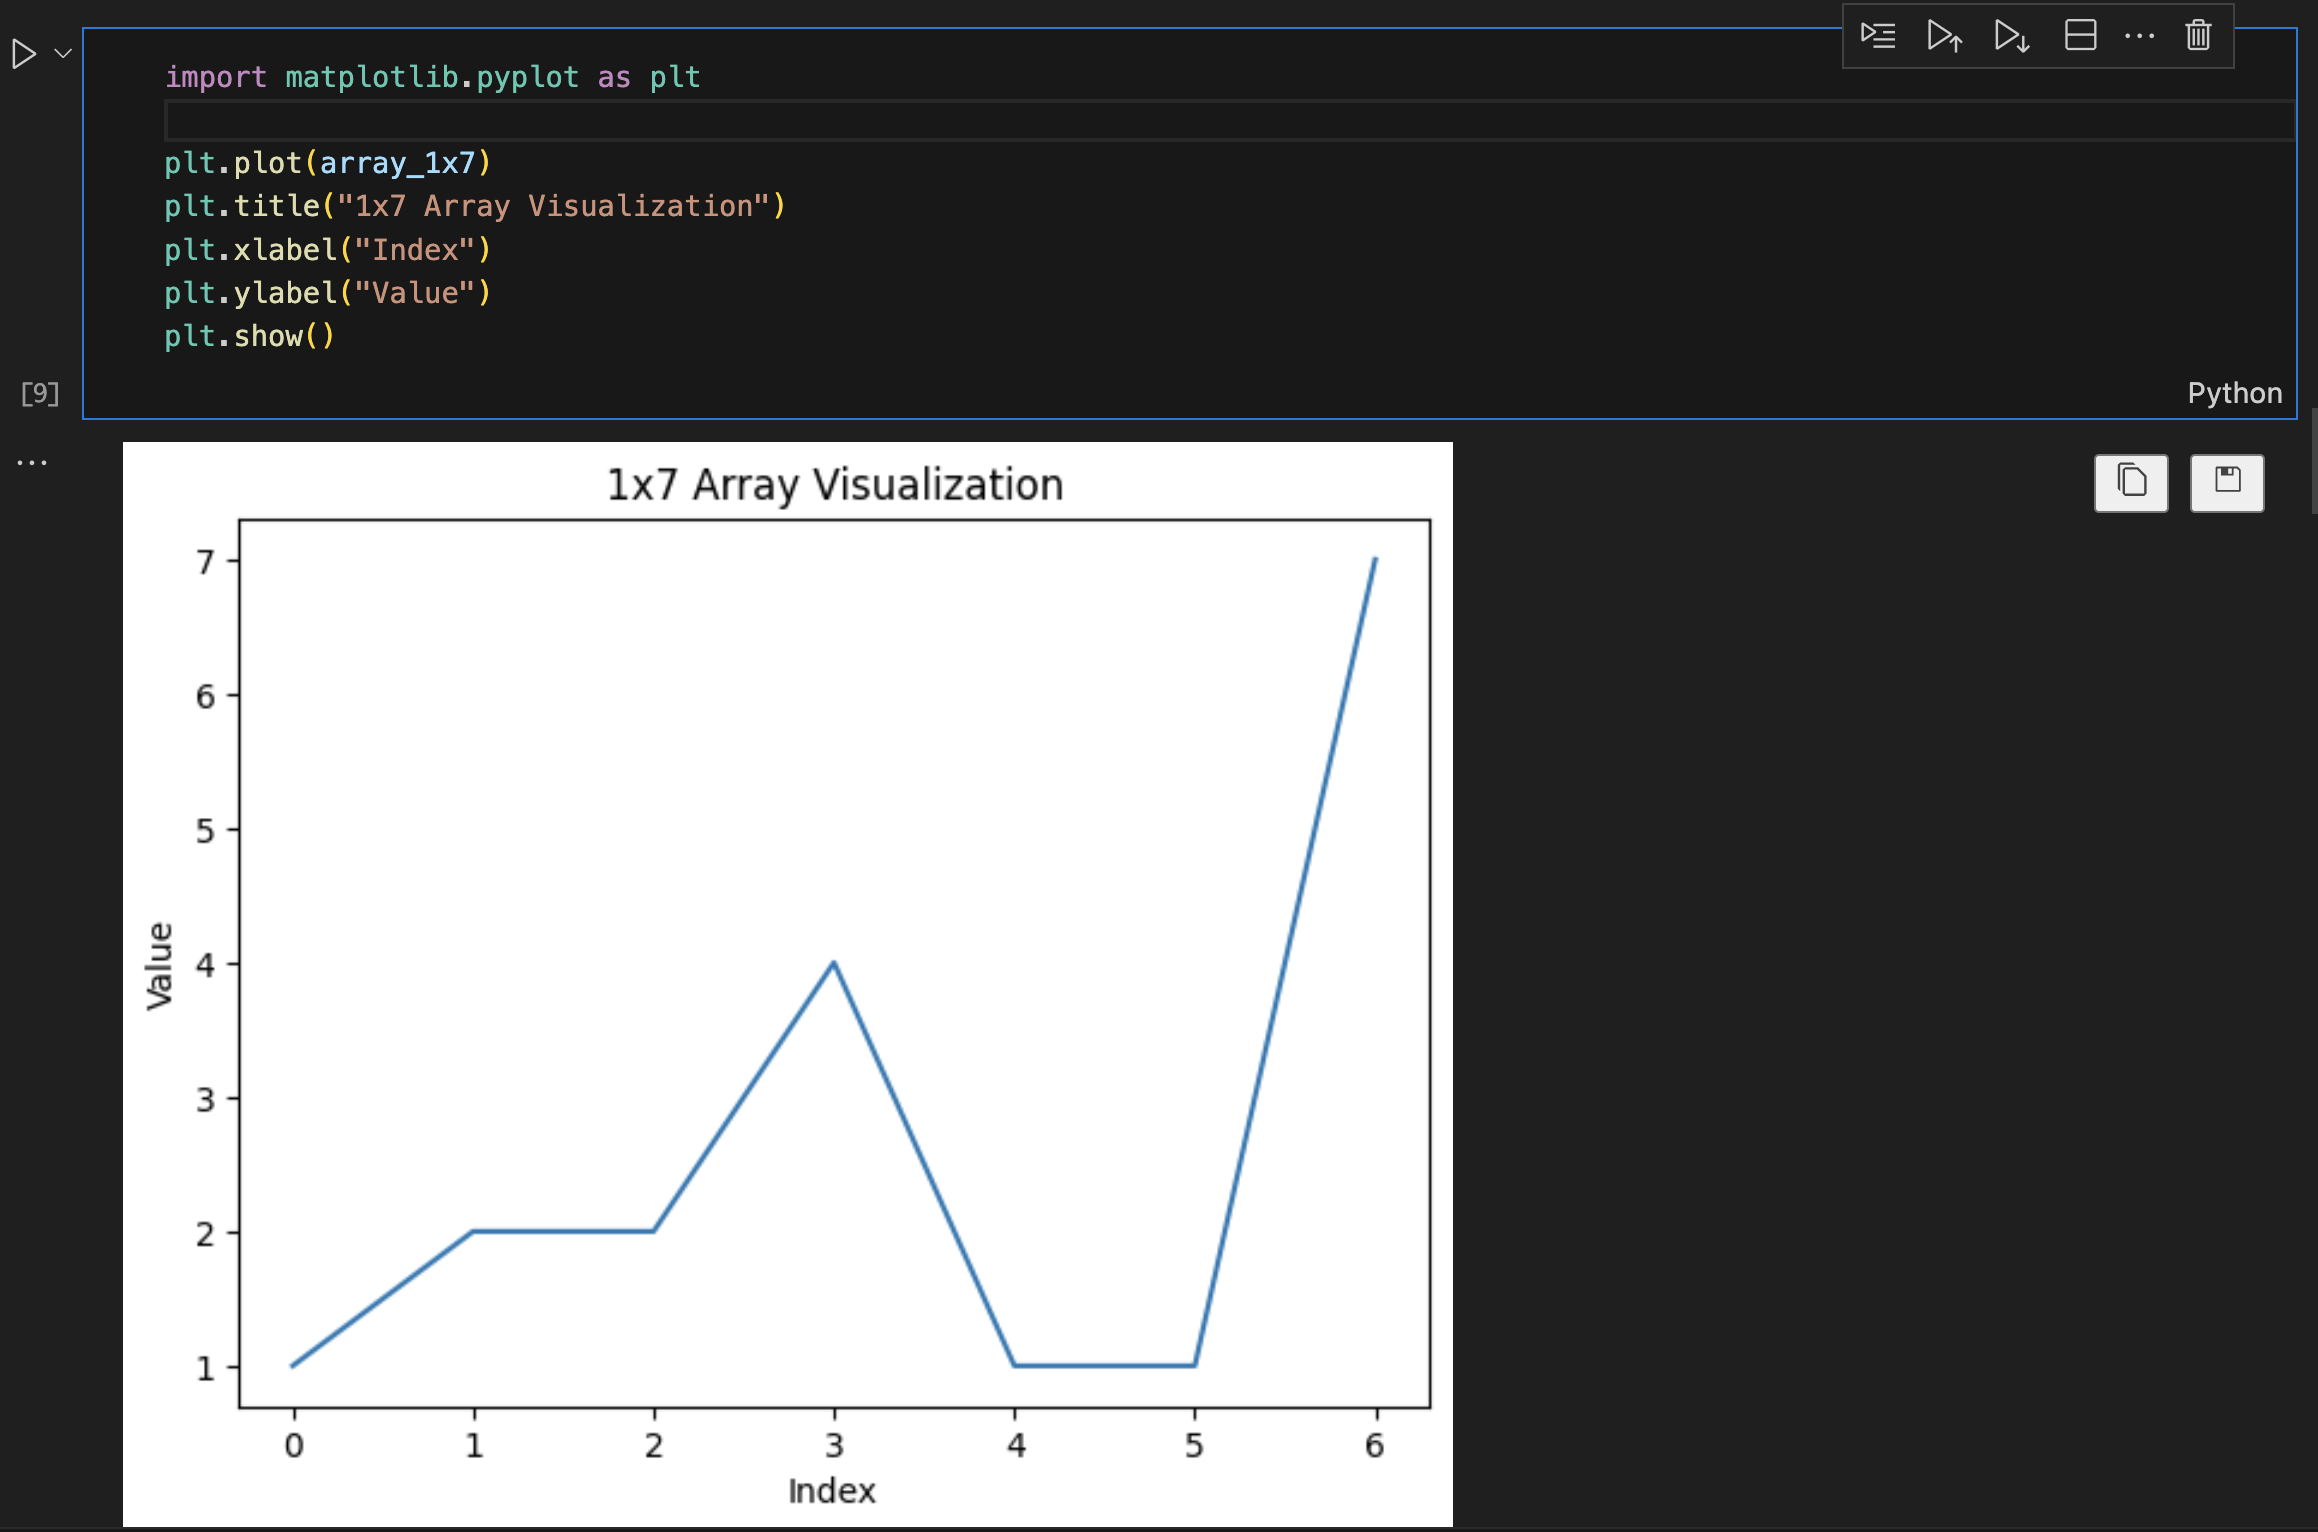 import matplotlib.pyplot as plt
plt.plot(array_1x7)
plt.title("1x7 Array Visualization")
plt.xlabel("Index")
plt.ylabel("Value")
plt.show()
[9]
Python
1x7 Array Visualization
7
6
5
4
3
2
1
Value
0 1 2 3 4 5 6
Index